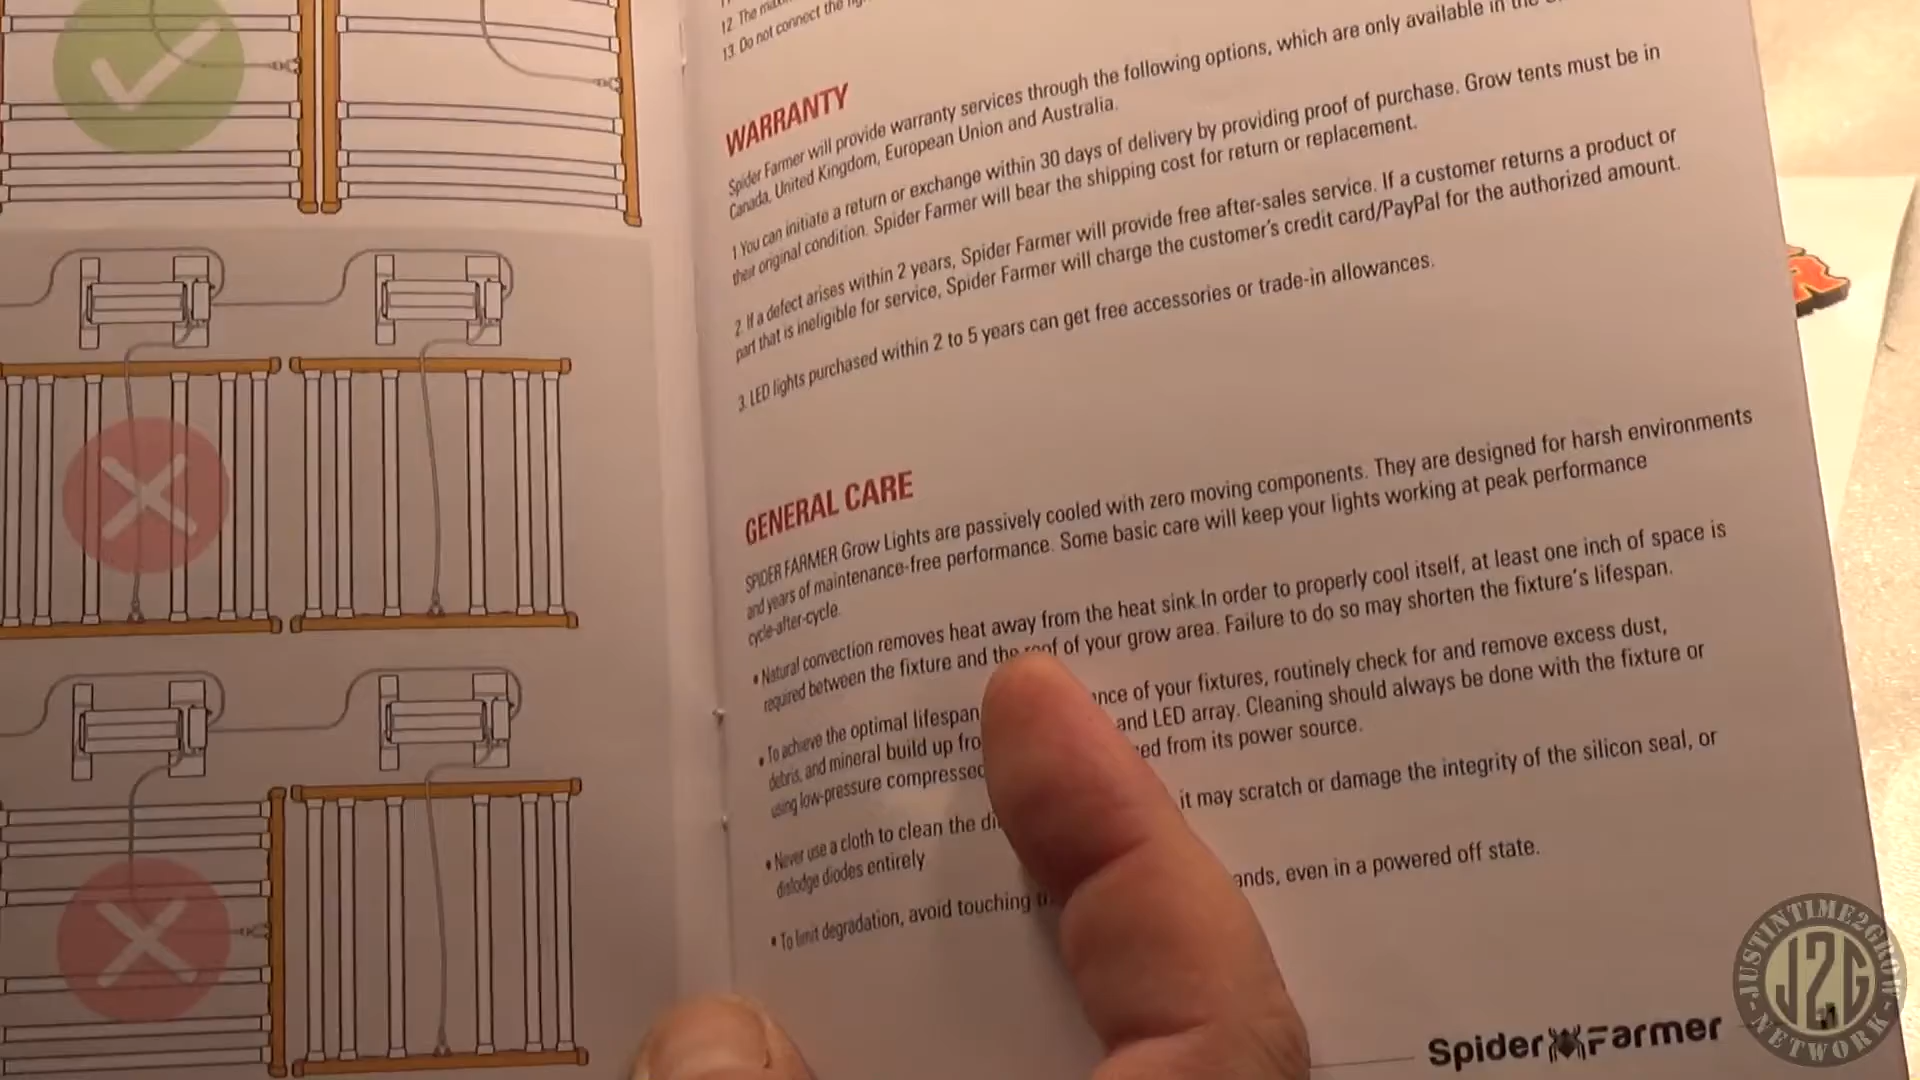 12. The
13. Do not connect the
WARRANTY
Spider Farmer will provide warranty services through the following options, which are only available in the
Canada, United Kingdom, European Union and Australia.
1. You can initiate a return or exchange within 30 days of delivery by providing proof of purchase. Grow tents must be in
their original condition. Spider Farmer will bear the shipping cost for return or replacement.
2. If a defect arises within 2 years, Spider Farmer will provide free after-sales service. If a customer returns a product or
part that is ineligible for service, Spider Farmer will charge the customer's credit card/PayPal for the authorized amount.
3. LED lights purchased within 2 to 5 years can get free accessories or trade-in allowances.
GENERAL CARE
SPIDER FARMER Grow Lights are passively cooled with zero moving components. They are designed for harsh environments
and years of maintenance-free performance. Some basic care will keep your lights working at peak performance
cycle-after-cycle.
• Natural convection removes heat away from the heat sink.In order to properly cool itself, at least one inch of space is
required between the fixture and the roof of your grow area. Failure to do so may shorten the fixture's lifespan.
• To achieve the optimal lifespan of your fixtures, routinely check for and remove excess dust,
debris, and mineral build up and LED array. Cleaning should always be done with the fixture or
using low-pressure compressed from its power source.
• Never use a cloth to clean the it may scratch or damage the integrity of the silicon seal, or
dislodge diodes entirely
• To limit degradation, avoid touching even in a powered off state.
Spider Farmer
JUSTINTIME2GROW
J2G
NETWORK